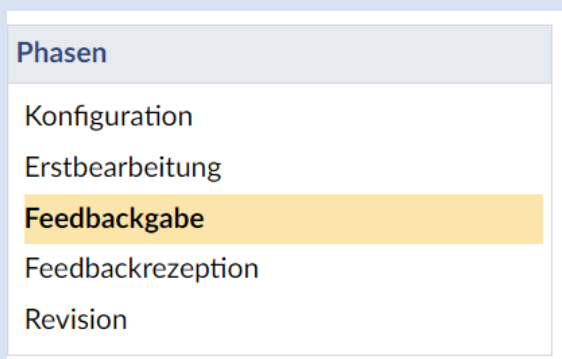 Phasen
Konfiguration
Erstbearbeitung
Feedbackgabe
Feedbackrezeption
Revision